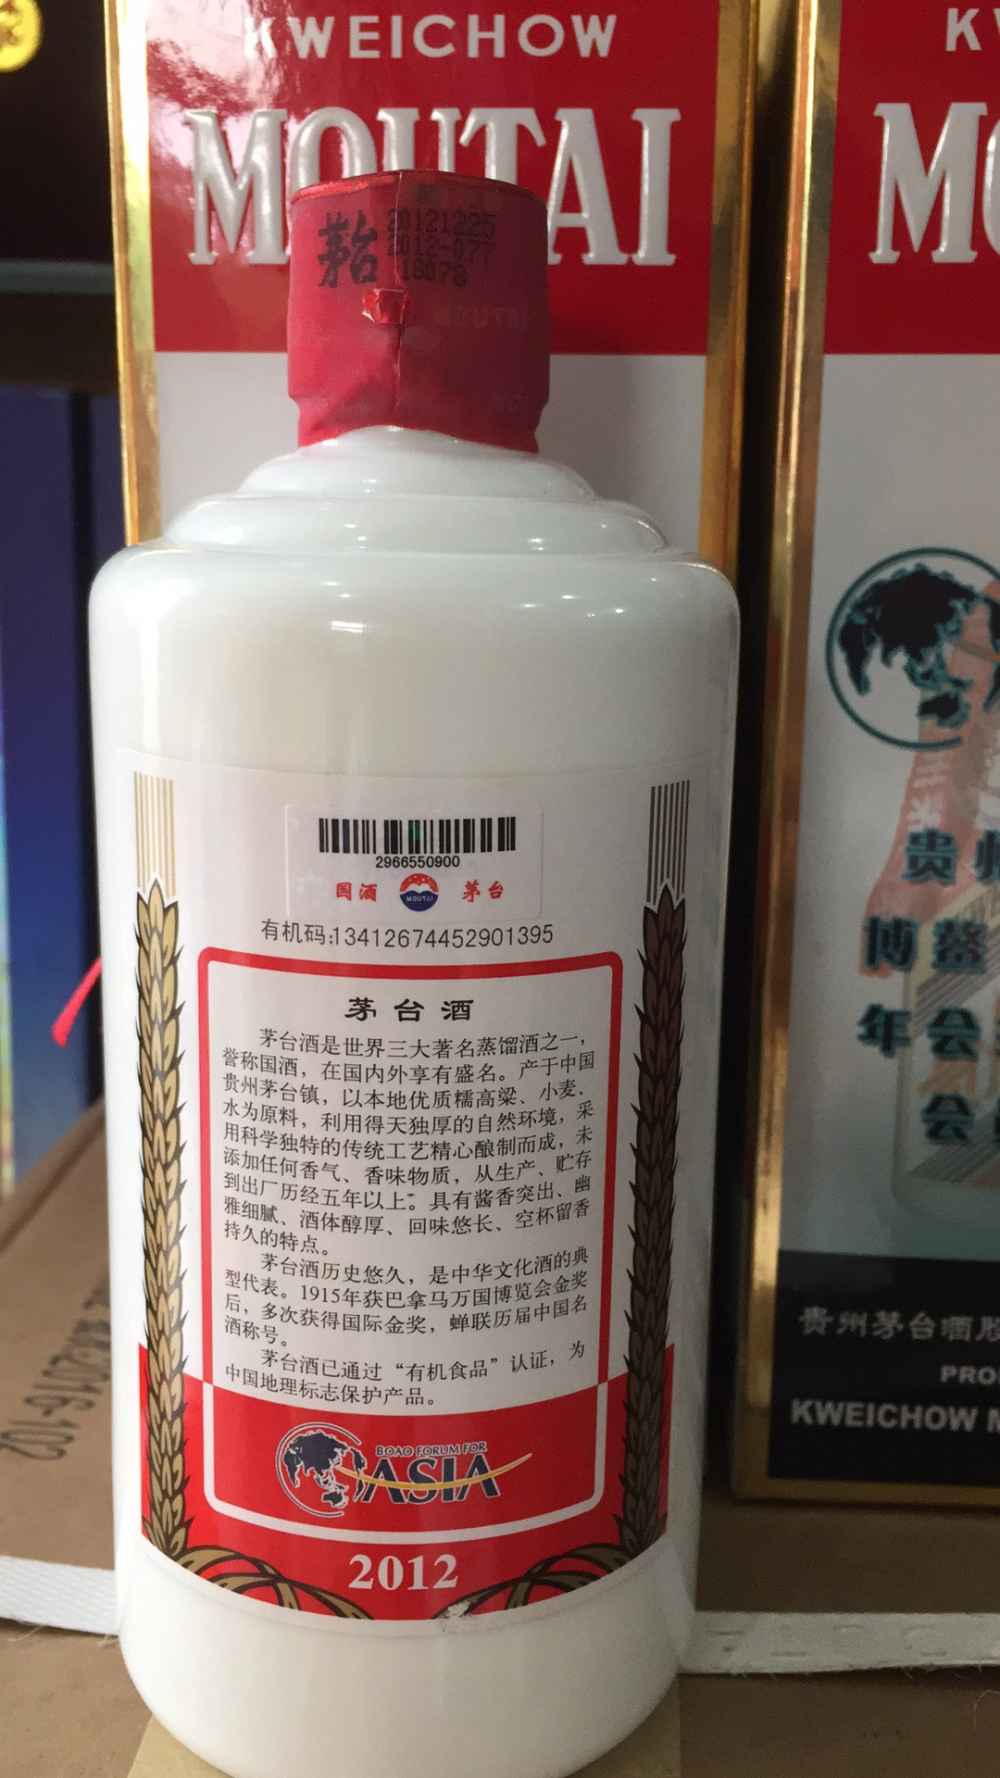 KWEICHOW
MOUTAI
茅台
20121225
2012-077
18078
2966550900
国酒
MOUTAI
茅台
有机码:13412674452901395
茅台酒
茅台酒是世界三大著名蒸馏酒之一，
誉称国酒，在国内外享有盛名。产于中国
贵州茅台镇，以本地优质糯高粱、小麦、
水为原料，利用得天独厚的自然环境，采
用科学独特的传统工艺精心酿制而成，未
添加任何香气、香味物质，从生产、贮存
到出厂历经五年以上。具有酱香突出、幽
雅细腻、酒体醇厚、回味悠长、空杯留香
持久的特点。
茅台酒历史悠久，是中华文化酒的典
型代表。1915年获巴拿马万国博览会金奖
后，多次获得国际金奖，蝉联历届中国名
酒称号。
茅台酒已通过“有机食品”认证，为
中国地理标志保护产品。
BOAO FORUM FOR
ASIA
2012
K
MO
贵州
博鳌
年会
会
贵州茅台酒股
PRO
KWEICHOW M